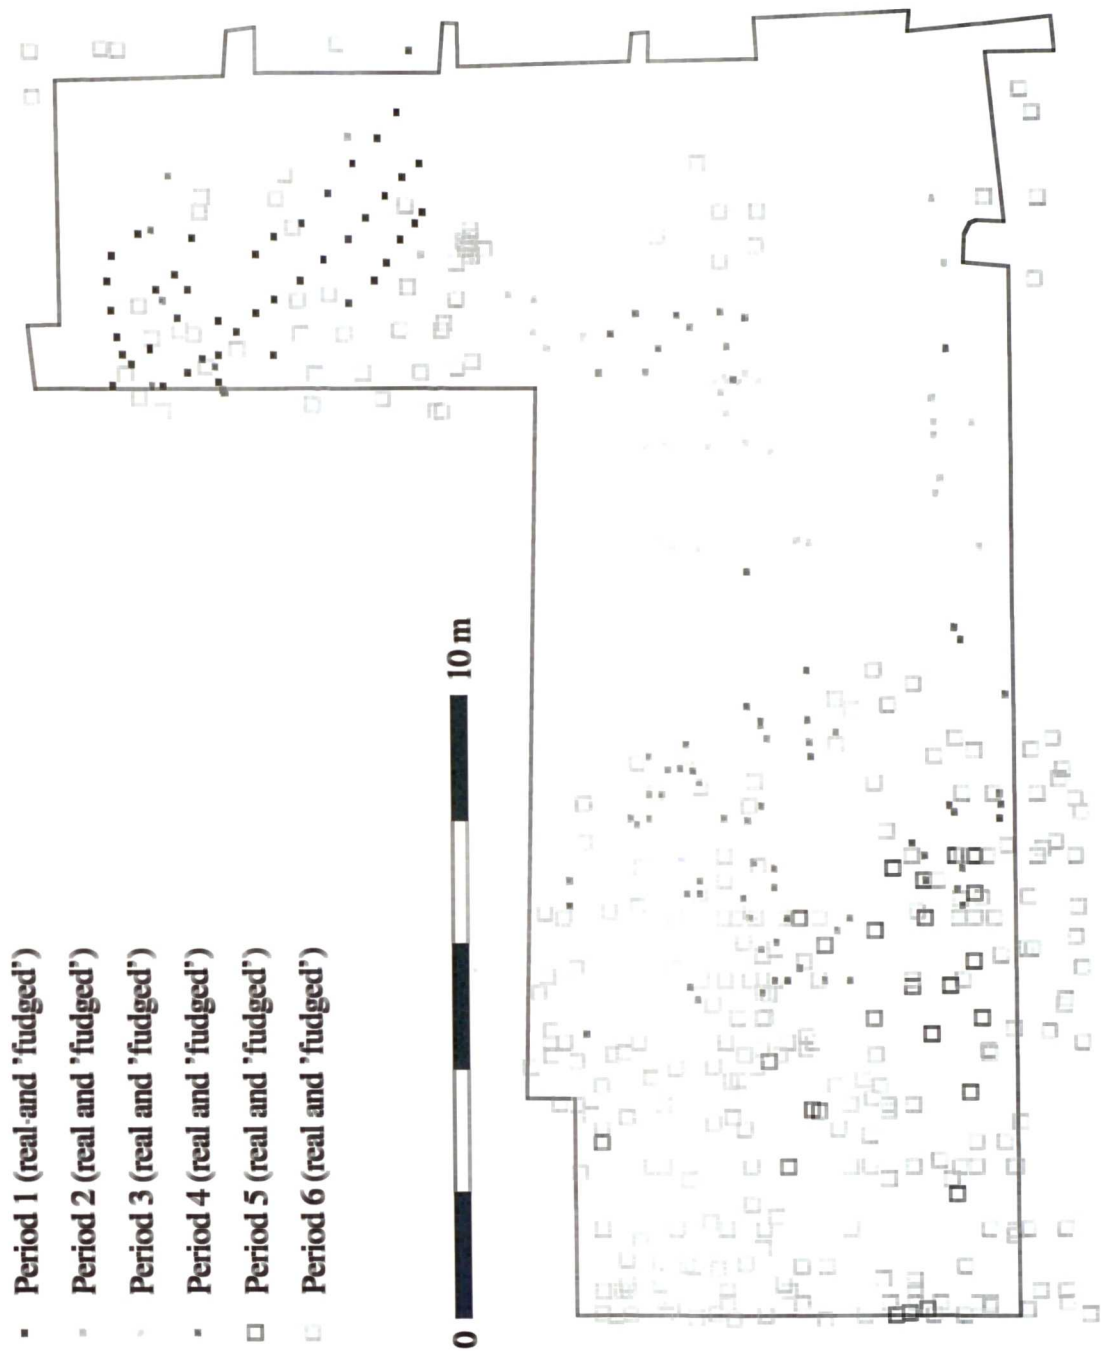 Period 1 (real and 'fudged')
Period 2 (real and 'fudged')
Period 3 (real and 'fudged')
Period 4 (real and 'fudged')
Period 5 (real and 'fudged')
Period 6 (real and 'fudged')
0
10 m